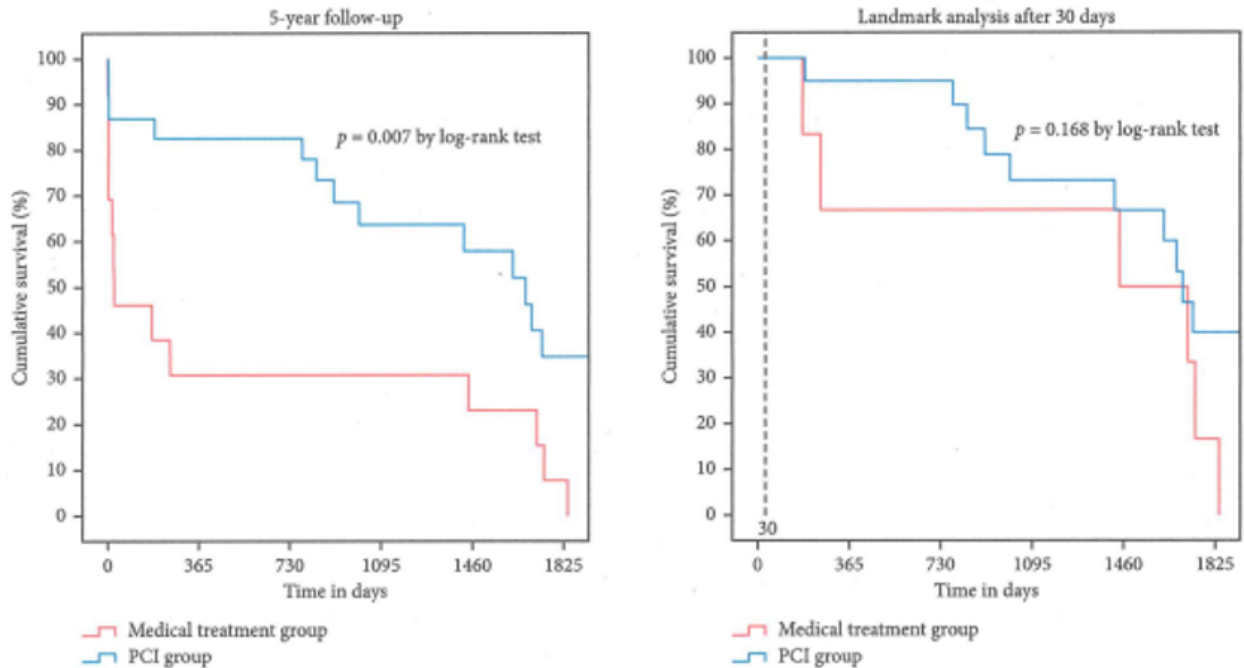 5-year follow-up
100
90
80
70
60
50
40
30
20
10
0
Cumulative survival (%)
p = 0.007 by log-rank test
0 365 730 1095 1460 1825
Time in days
Medical treatment group
PCI group
Landmark analysis after 30 days
100
90
80
70
60
50
40
30
20
10
0
Cumulative survival (%)
p = 0.168 by log-rank test
30
0 365 730 1095 1460 1825
Time in days
Medical treatment group
PCI group